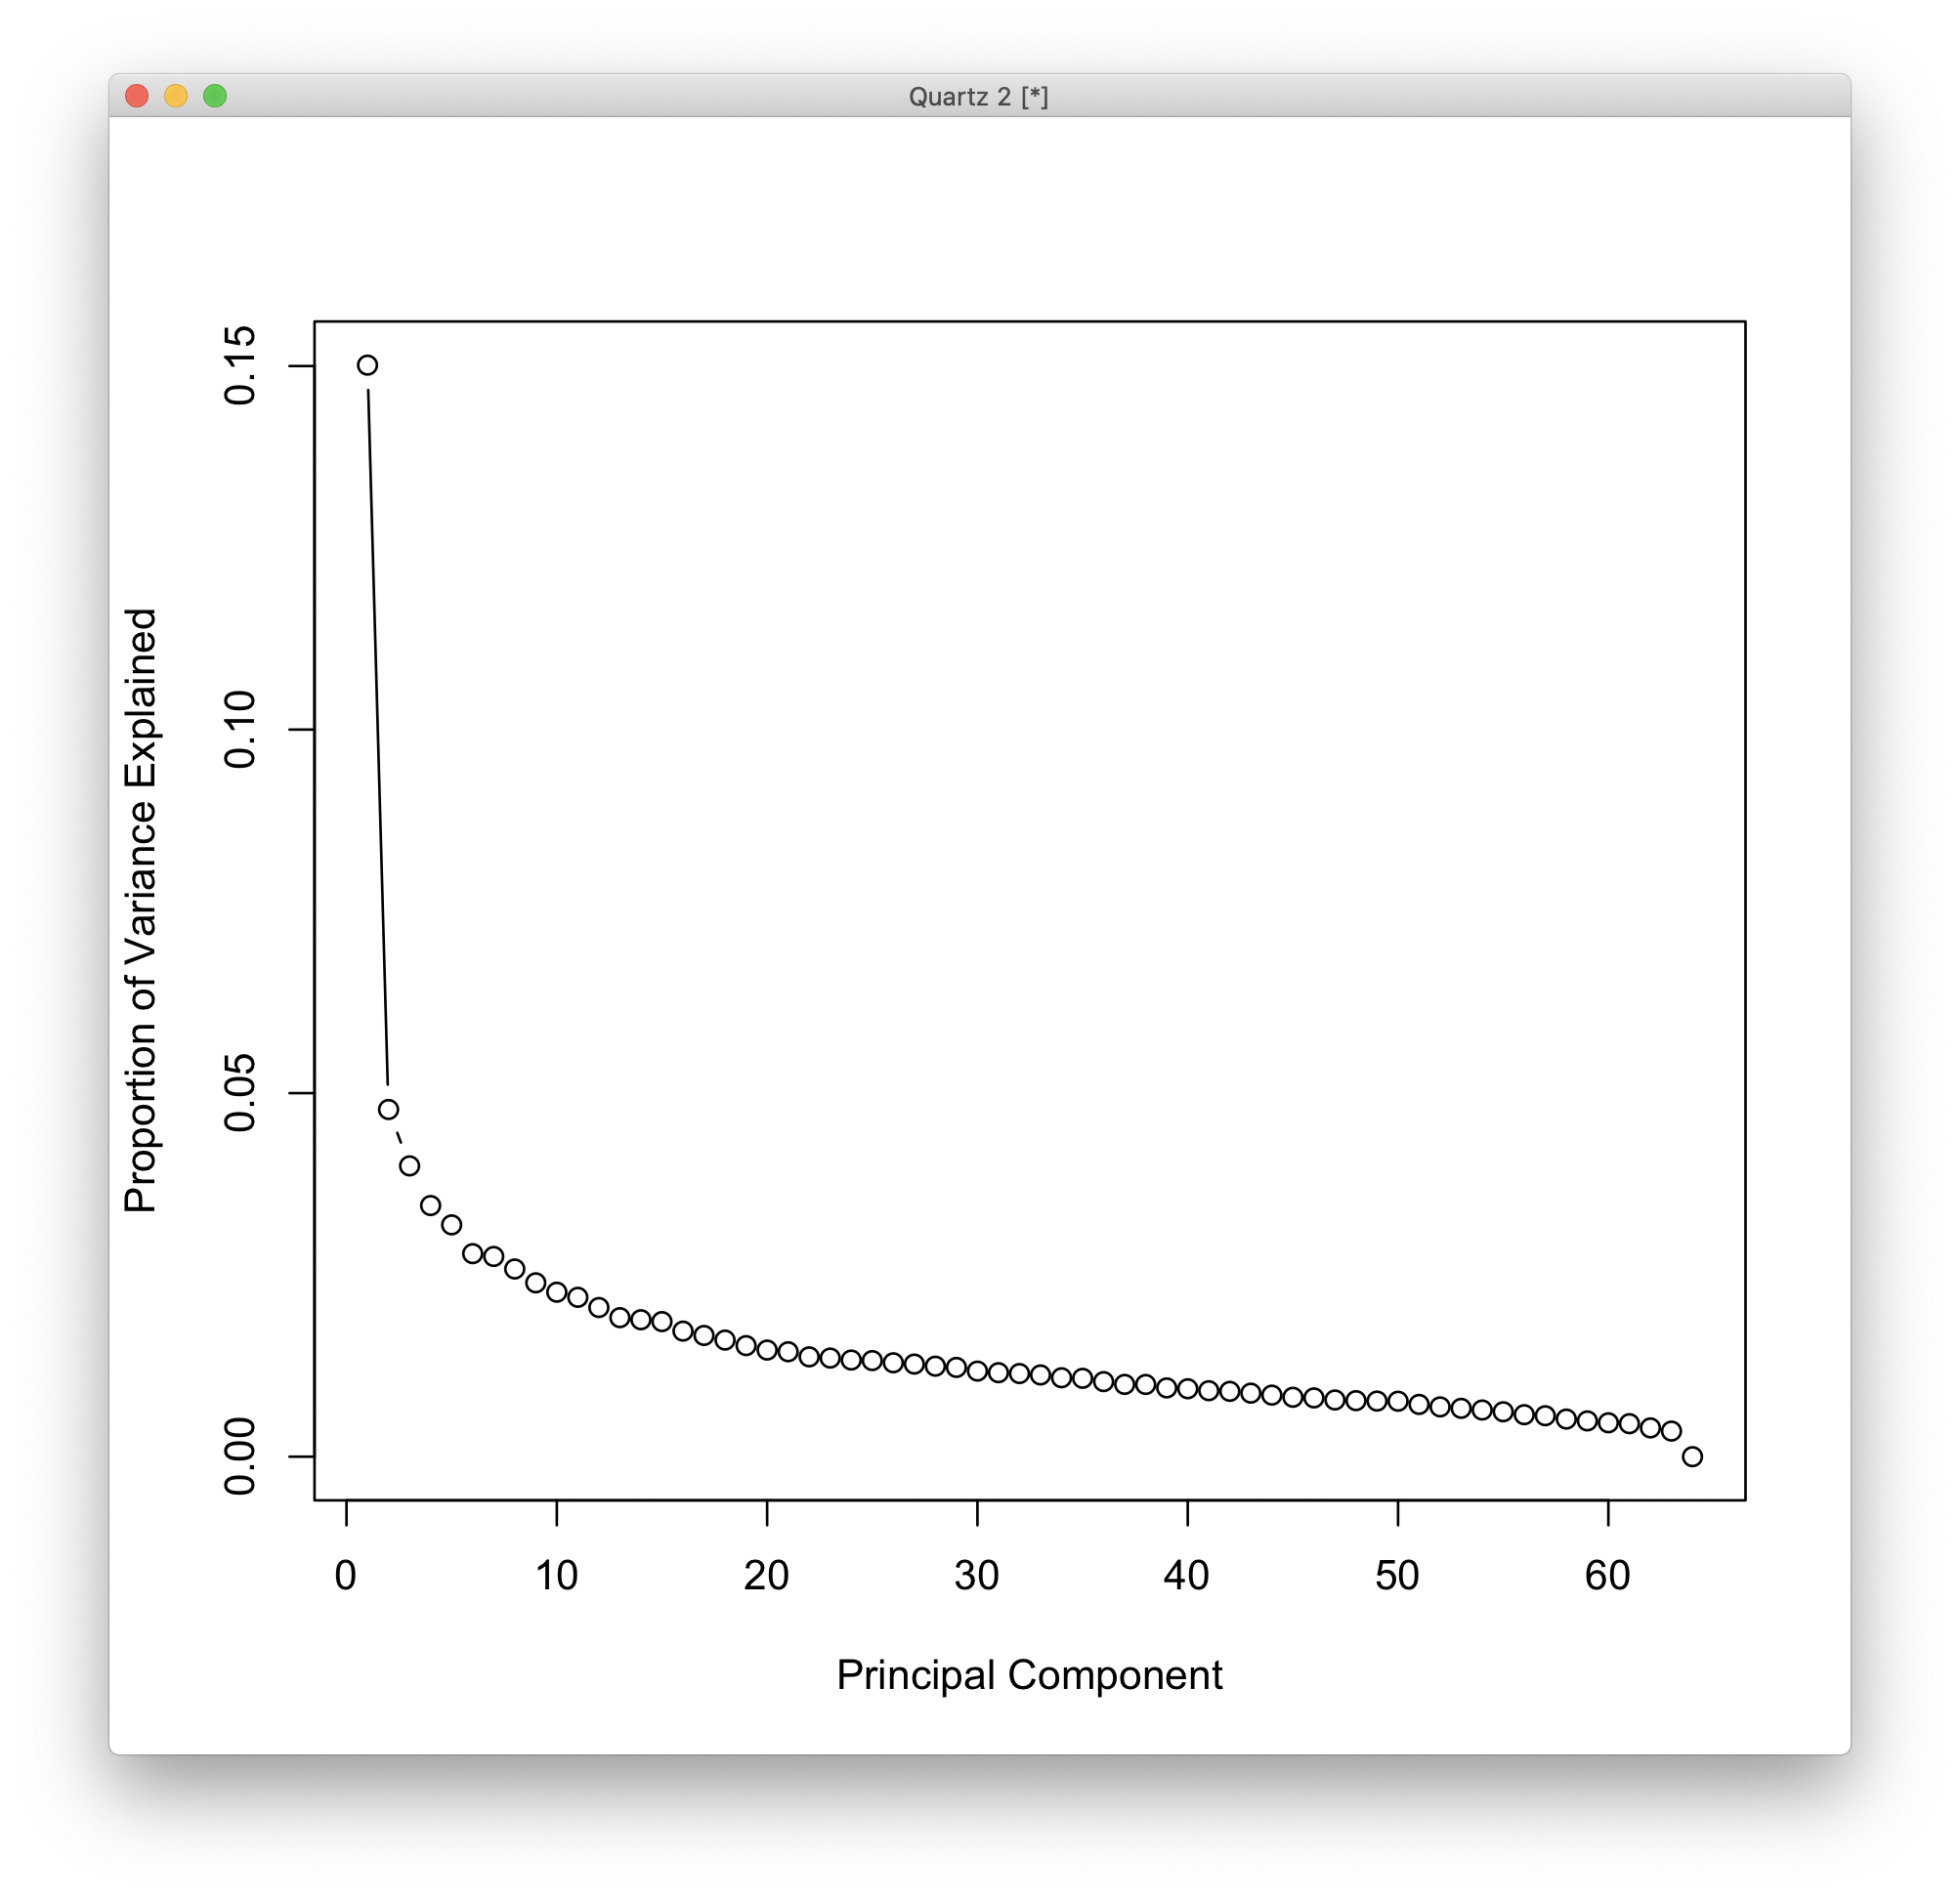 Quartz 2 [*]
Proportion of Variance Explained
0.15
0.10
0.05
0.00
0 10 20 30 40 50 60
Principal Component